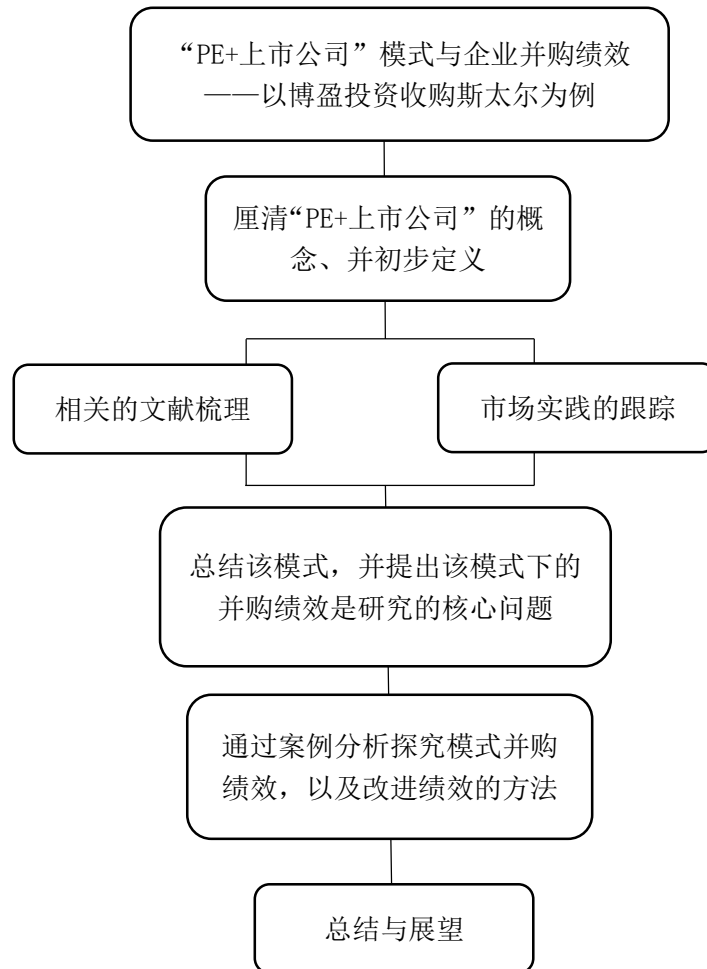 “PE+上市公司”模式与企业并购绩效
——以博盈投资收购斯太尔为例
厘清“PE+上市公司”的概
念、并初步定义
相关的文献梳理
市场实践的跟踪
总结该模式，并提出该模式下的
并购绩效是研究的核心问题
通过案例分析探究模式并购
绩效，以及改进绩效的方法
总结与展望